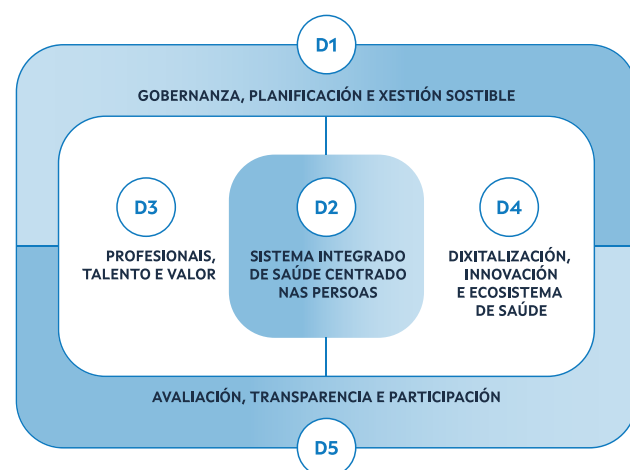 D1
GOBERNANZA, PLANIFICACIÓN E XESTIÓN SOSTIBLE
D3
PROFESIONAIS,
TALENTO E VALOR
D2
SISTEMA INTEGRADO
DE SAÚDE CENTRADO
NAS PERSOAS
D4
DIXITALIZACIÓN,
INNOVACIÓN
E ECOSISTEMA
DE SAÚDE
AVALIACIÓN, TRANSPARENCIA E PARTICIPACIÓN
D5